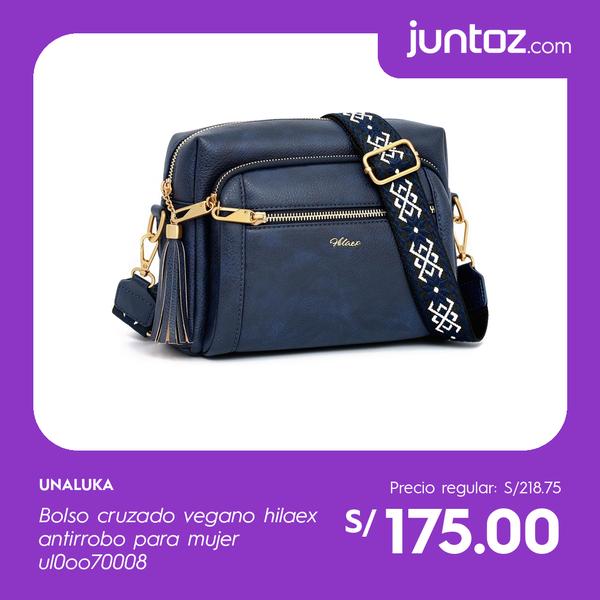 juntoz.com
Hilaex
UNALUKA
Bolso cruzado vegano hilaex
antirrobo para mujer
ul0oo70008
Precio regular: S/218.75
S/175.00